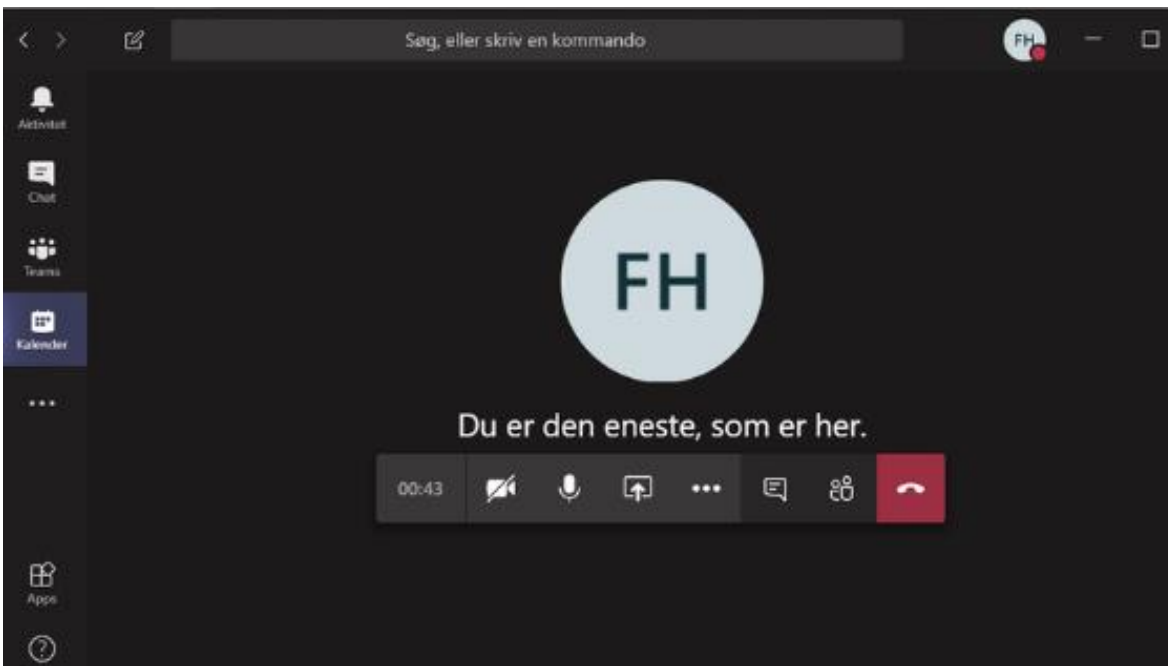 Søg, eller skriv en kommando
FH
Aktivitet
Chat
Teams
Kalender
FH
Du er den eneste, som er her.
00:43
Apps